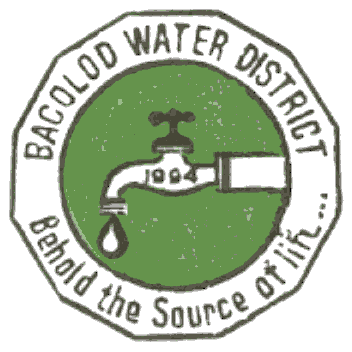 BACOLOD WATER DISTRICT
1994
Behold the Source of life...